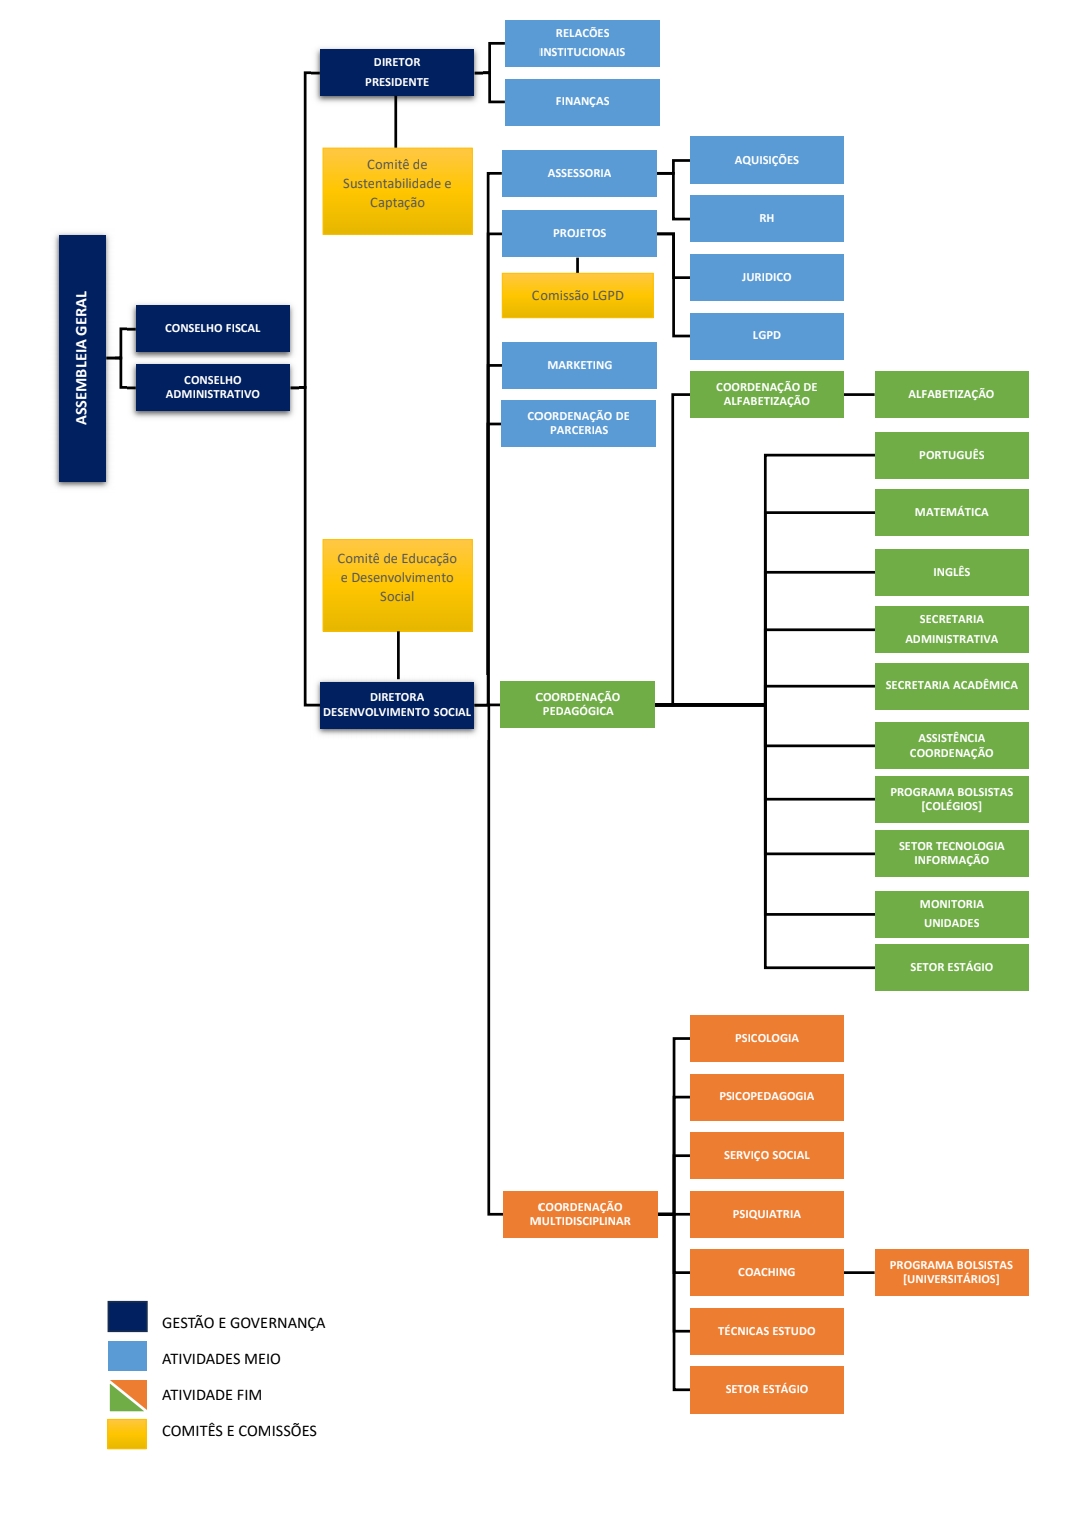 RELACÕES
INSTITUCIONAIS
DIRETOR
PRESIDENTE
FINANÇAS
Comitê de
Sustentabilidade e
Captação
ASSESSORIA
AQUISIÇÕES
RH
PROJETOS
Comissão LGPD
JURIDICO
LGPD
ASSEMBLEIA GERAL
CONSELHO FISCAL
CONSELHO
ADMINISTRATIVO
MARKETING
COORDENAÇÃO DE
PARCERIAS
COORDENAÇÃO DE
ALFABETIZAÇÃO
ALFABETIZAÇÃO
PORTUGUÊS
MATEMÁTICA
INGLÊS
SECRETARIA
ADMINISTRATIVA
SECRETARIA ACADÊMICA
ASSISTÊNCIA
COORDENAÇÃO
PROGRAMA BOLSISTAS
[COLÉGIOS]
SETOR TECNOLOGIA
INFORMAÇÃO
MONITORIA
UNIDADES
SETOR ESTÁGIO
Comitê de Educação
e Desenvolvimento
Social
DIRETORA
DESENVOLVIMENTO SOCIAL
COORDENAÇÃO
PEDAGÓGICA
PSICOLOGIA
PSICOPEDAGOGIA
SERVIÇO SOCIAL
COORDENAÇÃO
MULTIDISCIPLINAR
PSIQUIATRIA
COACHING
PROGRAMA BOLSISTAS
[UNIVERSITÁRIOS]
TÉCNICAS ESTUDO
SETOR ESTÁGIO
GESTÃO E GOVERNANÇA
ATIVIDADES MEIO
ATIVIDADE FIM
COMITÊS E COMISSÕES